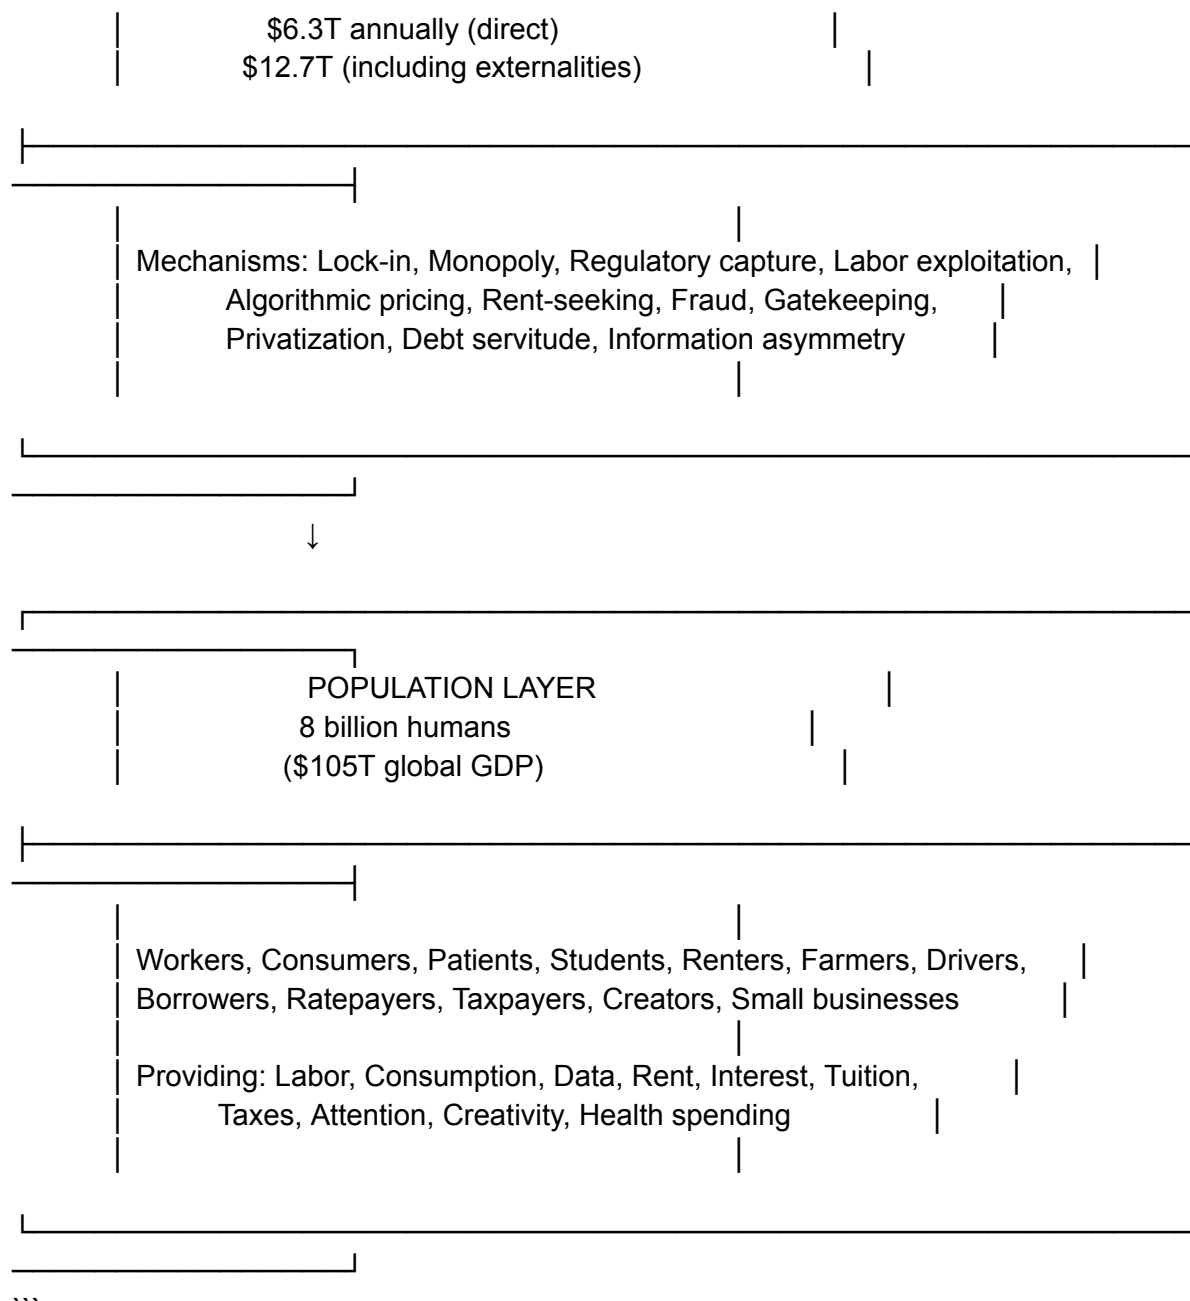 $6.3T annually (direct)
$12.7T (including externalities)
Mechanisms: Lock-in, Monopoly, Regulatory capture, Labor exploitation,
Algorithmic pricing, Rent-seeking, Fraud, Gatekeeping,
Privatization, Debt servitude, Information asymmetry
↓
POPULATION LAYER
8 billion humans
($105T global GDP)
Workers, Consumers, Patients, Students, Renters, Farmers, Drivers,
Borrowers, Ratepayers, Taxpayers, Creators, Small businesses
Providing: Labor, Consumption, Data, Rent, Interest, Tuition,
Taxes, Attention, Creativity, Health spending
```